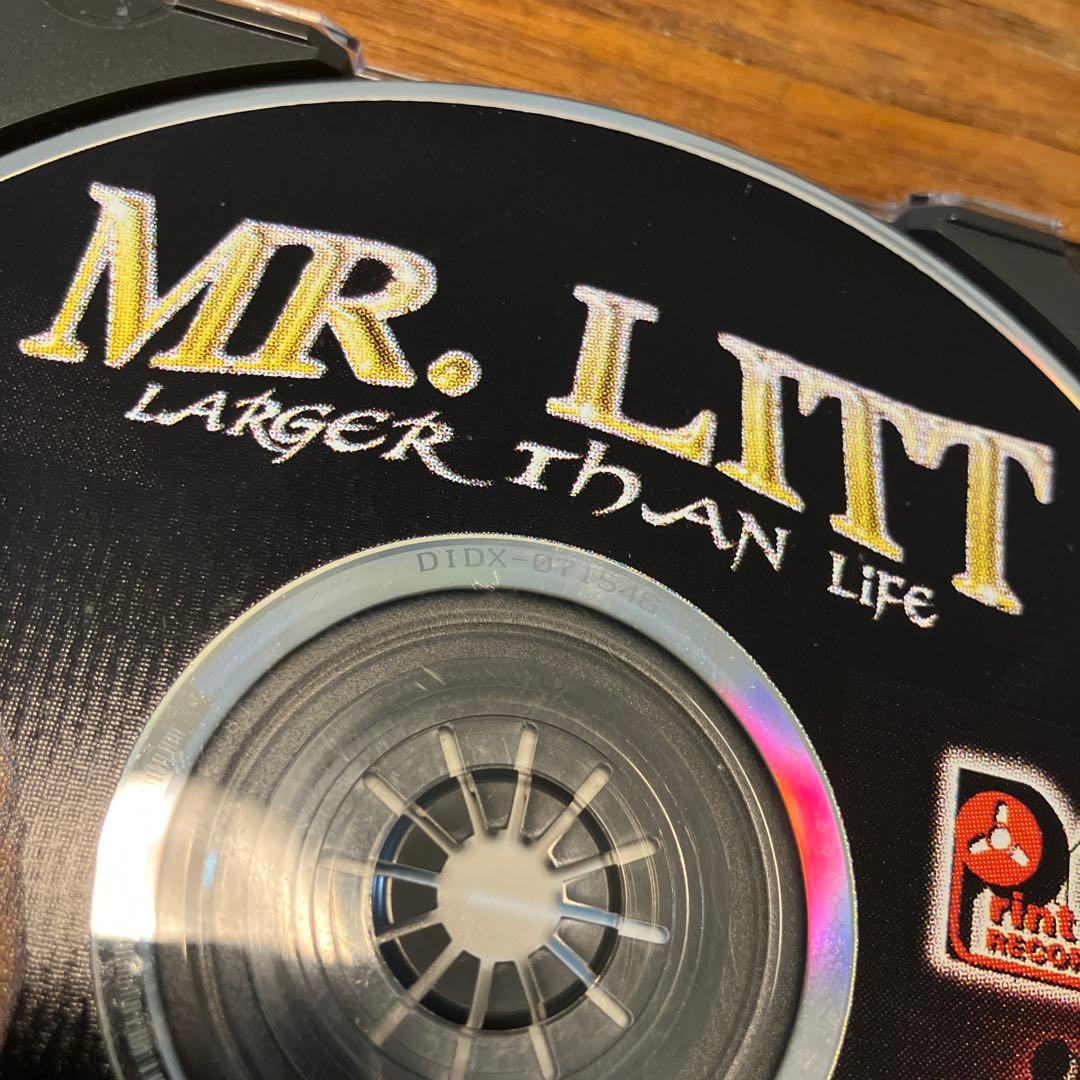 MR. LITT
LARGER ThAN LiFE
DIDX-071546